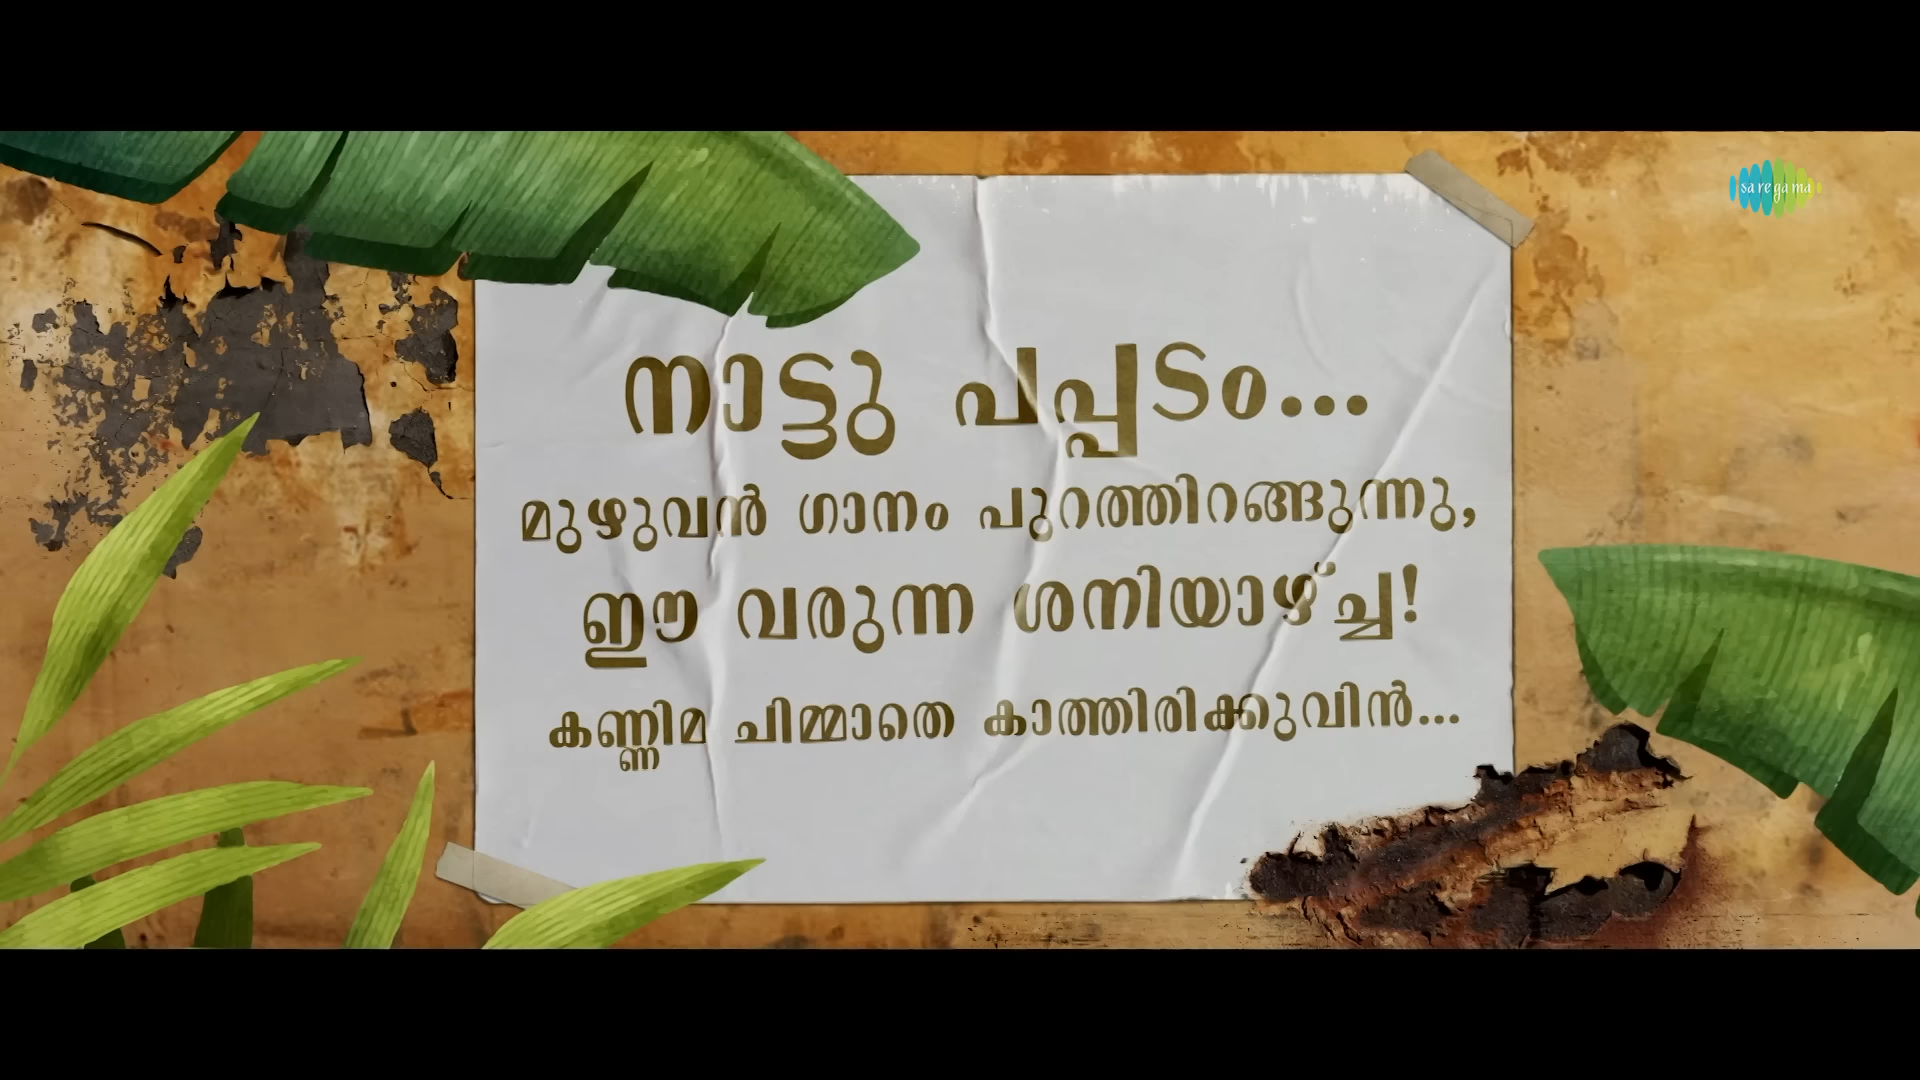 saregama
നാട്ടു പപ്പടം...
മുഴുവൻ ഗാനം പുറത്തിറങ്ങുന്നു,
ഈ വരുന്ന ശനിയാഴ്ച്ച!
കണ്ണിമ ചിമ്മാതെ കാത്തിരിക്കുവിൻ...